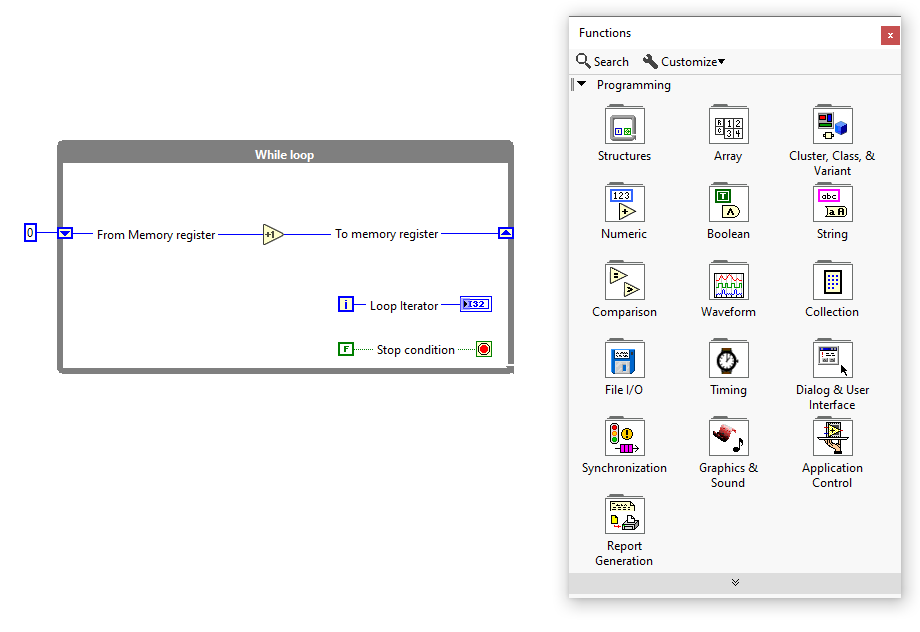 While loop
0
From Memory register
+1
To memory register
i
Loop Iterator
I32
F
Stop condition
Functions
x
Search
Customize
Programming
Structures
Array
Cluster, Class, &
Variant
123
abc
Numeric
Boolean
String
Comparison
Waveform
Collection
File I/O
Timing
Dialog & User
Interface
Synchronization
Graphics &
Sound
Application
Control
Report
Generation